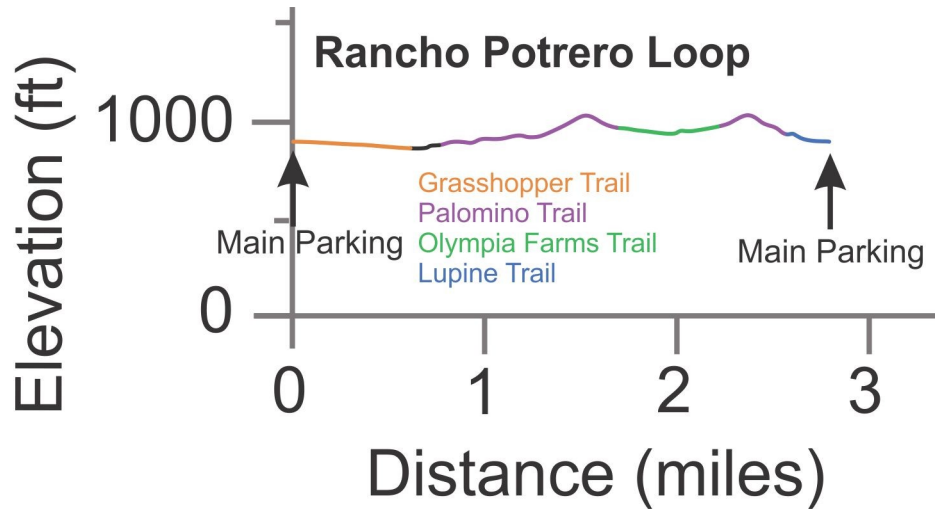 Rancho Potrero Loop
Elevation (ft)
1000
Grasshopper Trail
Palomino Trail
Main Parking
Olympia Farms Trail
Main Parking
Lupine Trail
0
0 1 2 3
Distance (miles)